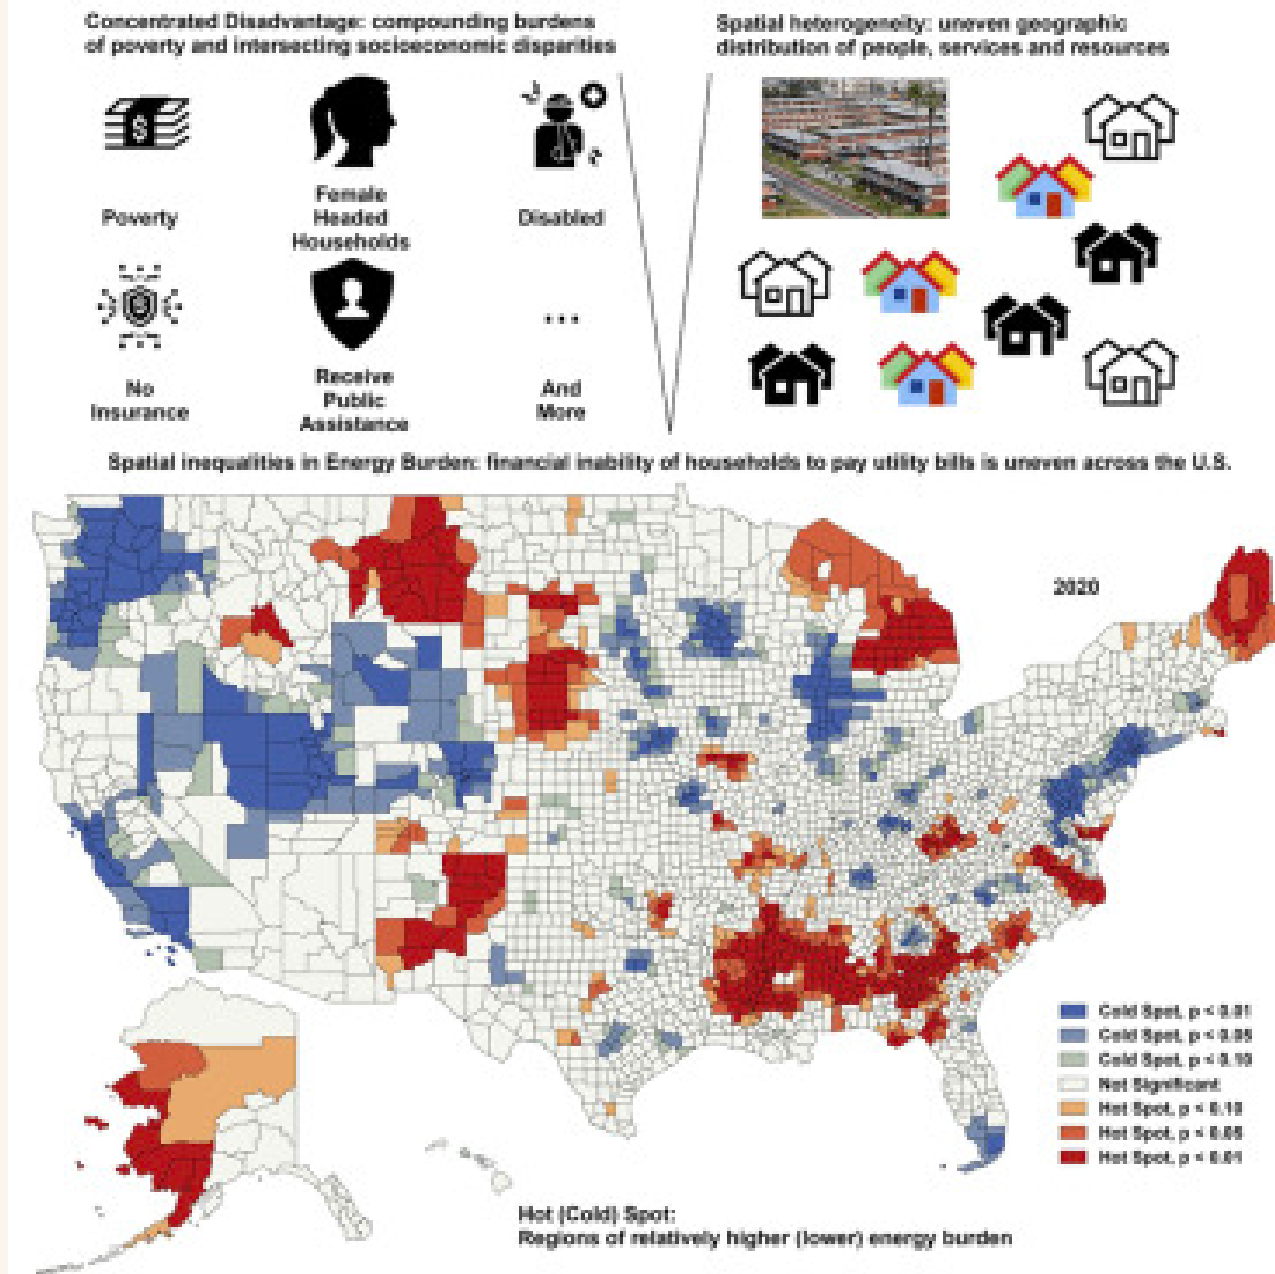 Concentrated Disadvantage: compounding burdens
of poverty and intersecting socioeconomic disparities
Spatial heterogeneity: uneven geographic
distribution of people, services and resources
Poverty
Female
Headed
Households
Disabled
No
Insurance
Receive
Public
Assistance
...
And
More
Spatial inequalities in Energy Burden: financial inability of households to pay utility bills is uneven across the U.S.
2020
Cold Spot, p < 0.01
Cold Spot, p < 0.05
Cold Spot, p < 0.10
Not Significant
Hot Spot, p < 0.10
Hot Spot, p < 0.05
Hot Spot, p < 0.01
Hot (Cold) Spot:
Regions of relatively higher (lower) energy burden